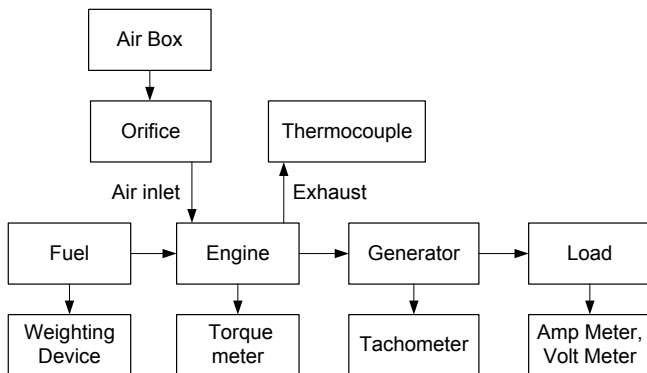 Air Box
Orifice
Thermocouple
Air inlet
Exhaust
Fuel
Engine
Generator
Load
Weighting
Device
Torque
meter
Tachometer
Amp Meter,
Volt Meter